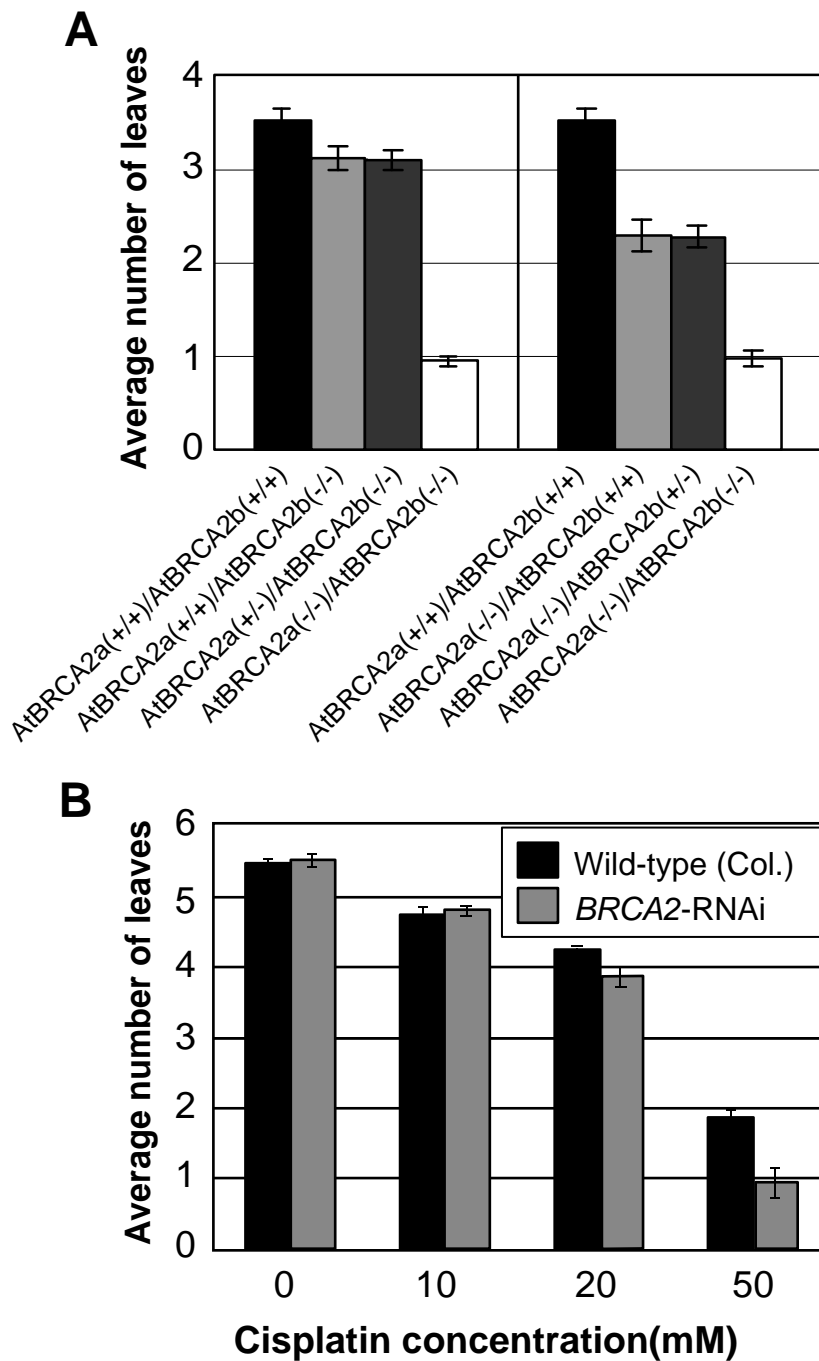 A
Average number of leaves
4
3
2
1
0
AtBRCA2a(+/+)/AtBRCA2b(+/+)
AtBRCA2a(+/+)/AtBRCA2b(-/-)
AtBRCA2a(+/-)/AtBRCA2b(-/-)
AtBRCA2a(-/-)/AtBRCA2b(-/-)
AtBRCA2a(+/+)/AtBRCA2b(+/+)
AtBRCA2a(-/-)/AtBRCA2b(+/+)
AtBRCA2a(-/-)/AtBRCA2b(+/-)
AtBRCA2a(-/-)/AtBRCA2b(-/-)
B
Average number of leaves
6
5
4
3
2
1
0
Wild-type (Col.)
BRCA2-RNAi
0 10 20 50
Cisplatin concentration(mM)